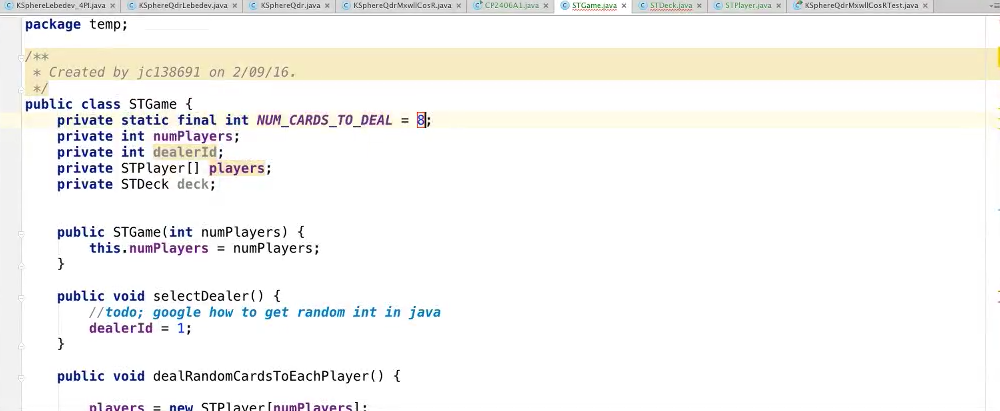 KSphereLebedev_4PI.java KSphereQdrLebedev.java KSphereQdr.java KSphereQdrMxwllCosR.java CP2406A1.java STGame.java STDeck.java STPlayer.java KSphereQdrMxwllCosRTest.java
package temp;
/**
* Created by jc138691 on 2/09/16.
*/
public class STGame {
private static final int NUM_CARDS_TO_DEAL = 8;
private int numPlayers;
private int dealerId;
private STPlayer[] players;
private STDeck deck;
public STGame(int numPlayers) {
this.numPlayers = numPlayers;
}
public void selectDealer() {
//todo; google how to get random int in java
dealerId = 1;
}
public void dealRandomCardsToEachPlayer() {
players = new STPlayer[numPlayers];